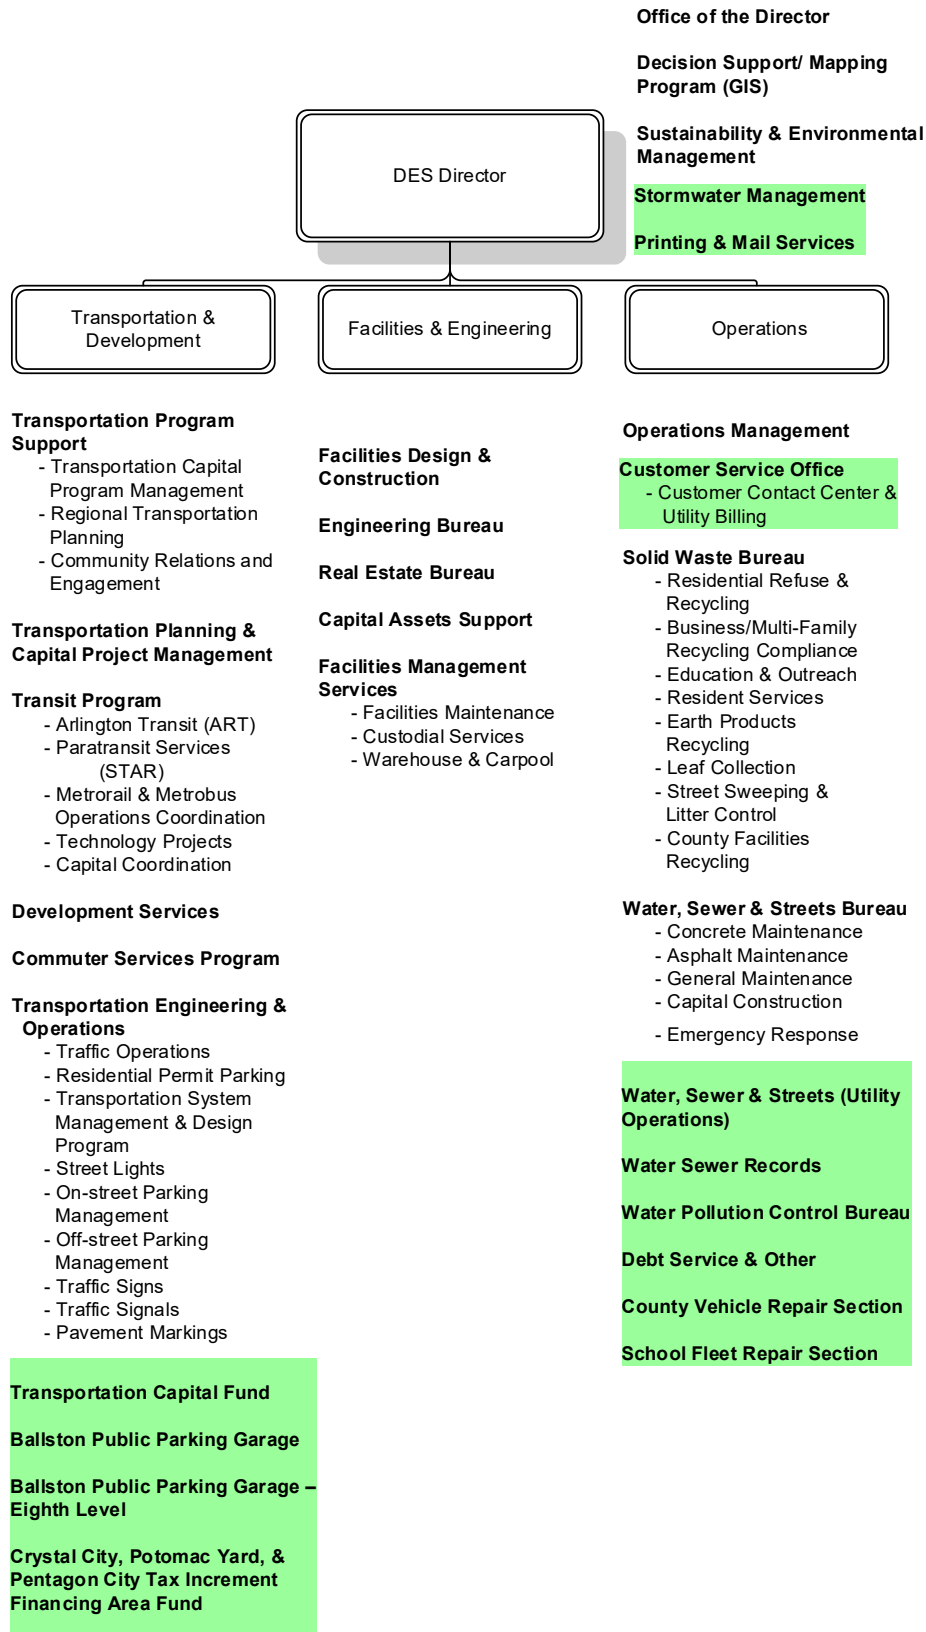 Office of the Director
Decision Support/ Mapping
Program (GIS)
Sustainability & Environmental
Management
Stormwater Management
Printing & Mail Services
DES Director
Transportation &
Development
Facilities & Engineering
Operations
Transportation Program
Support
- Transportation Capital
Program Management
- Regional Transportation
Planning
- Community Relations and
Engagement
Transportation Planning &
Capital Project Management
Transit Program
- Arlington Transit (ART)
- Paratransit Services
(STAR)
- Metrorail & Metrobus
Operations Coordination
- Technology Projects
- Capital Coordination
Development Services
Commuter Services Program
Transportation Engineering &
Operations
- Traffic Operations
- Residential Permit Parking
- Transportation System
Management & Design
Program
- Street Lights
- On-street Parking
Management
- Off-street Parking
Management
- Traffic Signs
- Traffic Signals
- Pavement Markings
Transportation Capital Fund
Ballston Public Parking Garage
Ballston Public Parking Garage –
Eighth Level
Crystal City, Potomac Yard, &
Pentagon City Tax Increment
Financing Area Fund
Facilities Design &
Construction
Engineering Bureau
Real Estate Bureau
Capital Assets Support
Facilities Management
Services
- Facilities Maintenance
- Custodial Services
- Warehouse & Carpool
Operations Management
Customer Service Office
- Customer Contact Center &
Utility Billing
Solid Waste Bureau
- Residential Refuse &
Recycling
- Business/Multi-Family
Recycling Compliance
- Education & Outreach
- Resident Services
- Earth Products
Recycling
- Leaf Collection
- Street Sweeping &
Litter Control
- County Facilities
Recycling
Water, Sewer & Streets Bureau
- Concrete Maintenance
- Asphalt Maintenance
- General Maintenance
- Capital Construction
- Emergency Response
Water, Sewer & Streets (Utility
Operations)
Water Sewer Records
Water Pollution Control Bureau
Debt Service & Other
County Vehicle Repair Section
School Fleet Repair Section